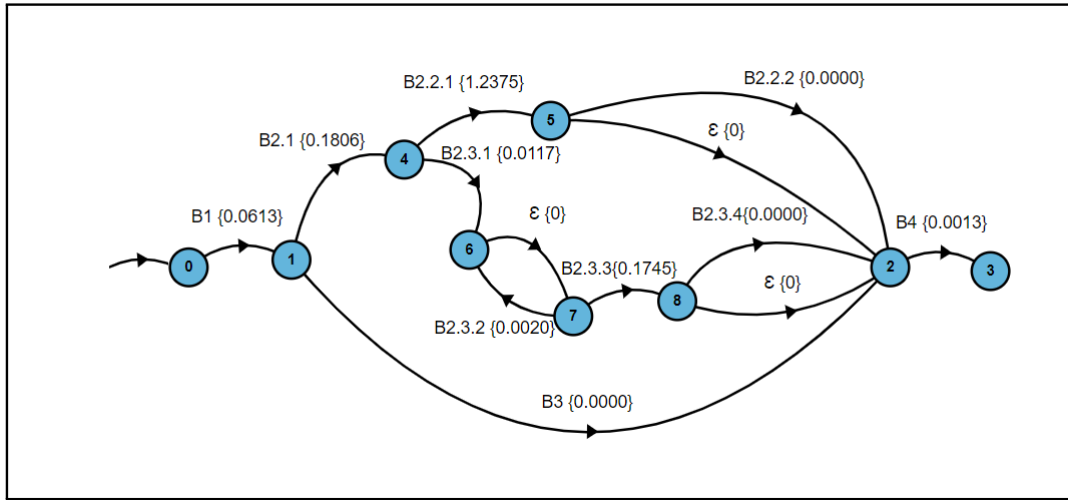 B2.2.1 {1.2375}
B2.2.2 {0.0000}
5
ε {0}
B2.1 {0.1806}
4
B2.3.1 {0.0117}
B1 {0.0613}
ε {0}
B2.3.4{0.0000}
B4 {0.0013}
6
0
1
B2.3.3{0.1745}
2
3
ε {0}
8
7
B2.3.2 {0.0020}
B3 {0.0000}